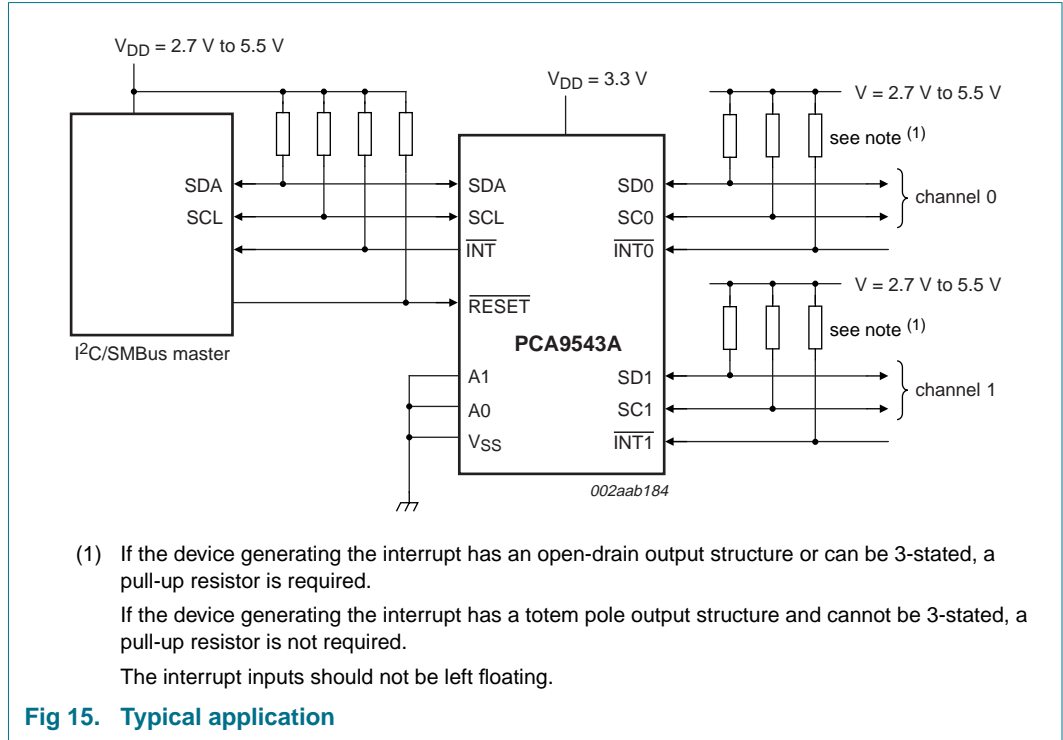 V_DD = 2.7 V to 5.5 V
V_DD = 3.3 V
V = 2.7 V to 5.5 V
see note (1)
SDA
SCL
I²C/SMBus master
SDA
SCL
INT
RESET
PCA9543A
A1
A0
V_SS
SD0
SC0
INT0
channel 0
V = 2.7 V to 5.5 V
see note (1)
SD1
SC1
INT1
channel 1
002aab184
(1) If the device generating the interrupt has an open-drain output structure or can be 3-stated, a
pull-up resistor is required.
If the device generating the interrupt has a totem pole output structure and cannot be 3-stated, a
pull-up resistor is not required.
The interrupt inputs should not be left floating.
Fig 15. Typical application